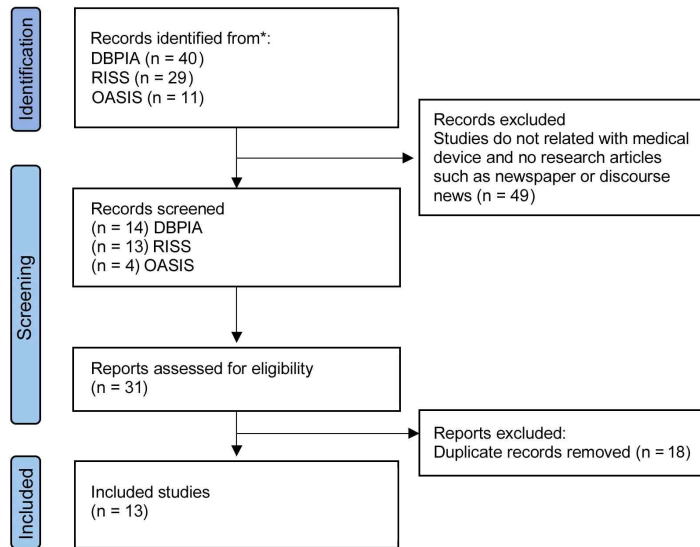 Identification
Records identified from*:
DBPIA (n = 40)
RISS (n = 29)
OASIS (n = 11)
Records excluded
Studies do not related with medical
device and no research articles
such as newspaper or discourse
news (n = 49)
Screening
Records screened
(n = 14) DBPIA
(n = 13) RISS
(n = 4) OASIS
Reports assessed for eligibility
(n = 31)
Reports excluded:
Duplicate records removed (n = 18)
Included
Included studies
(n = 13)